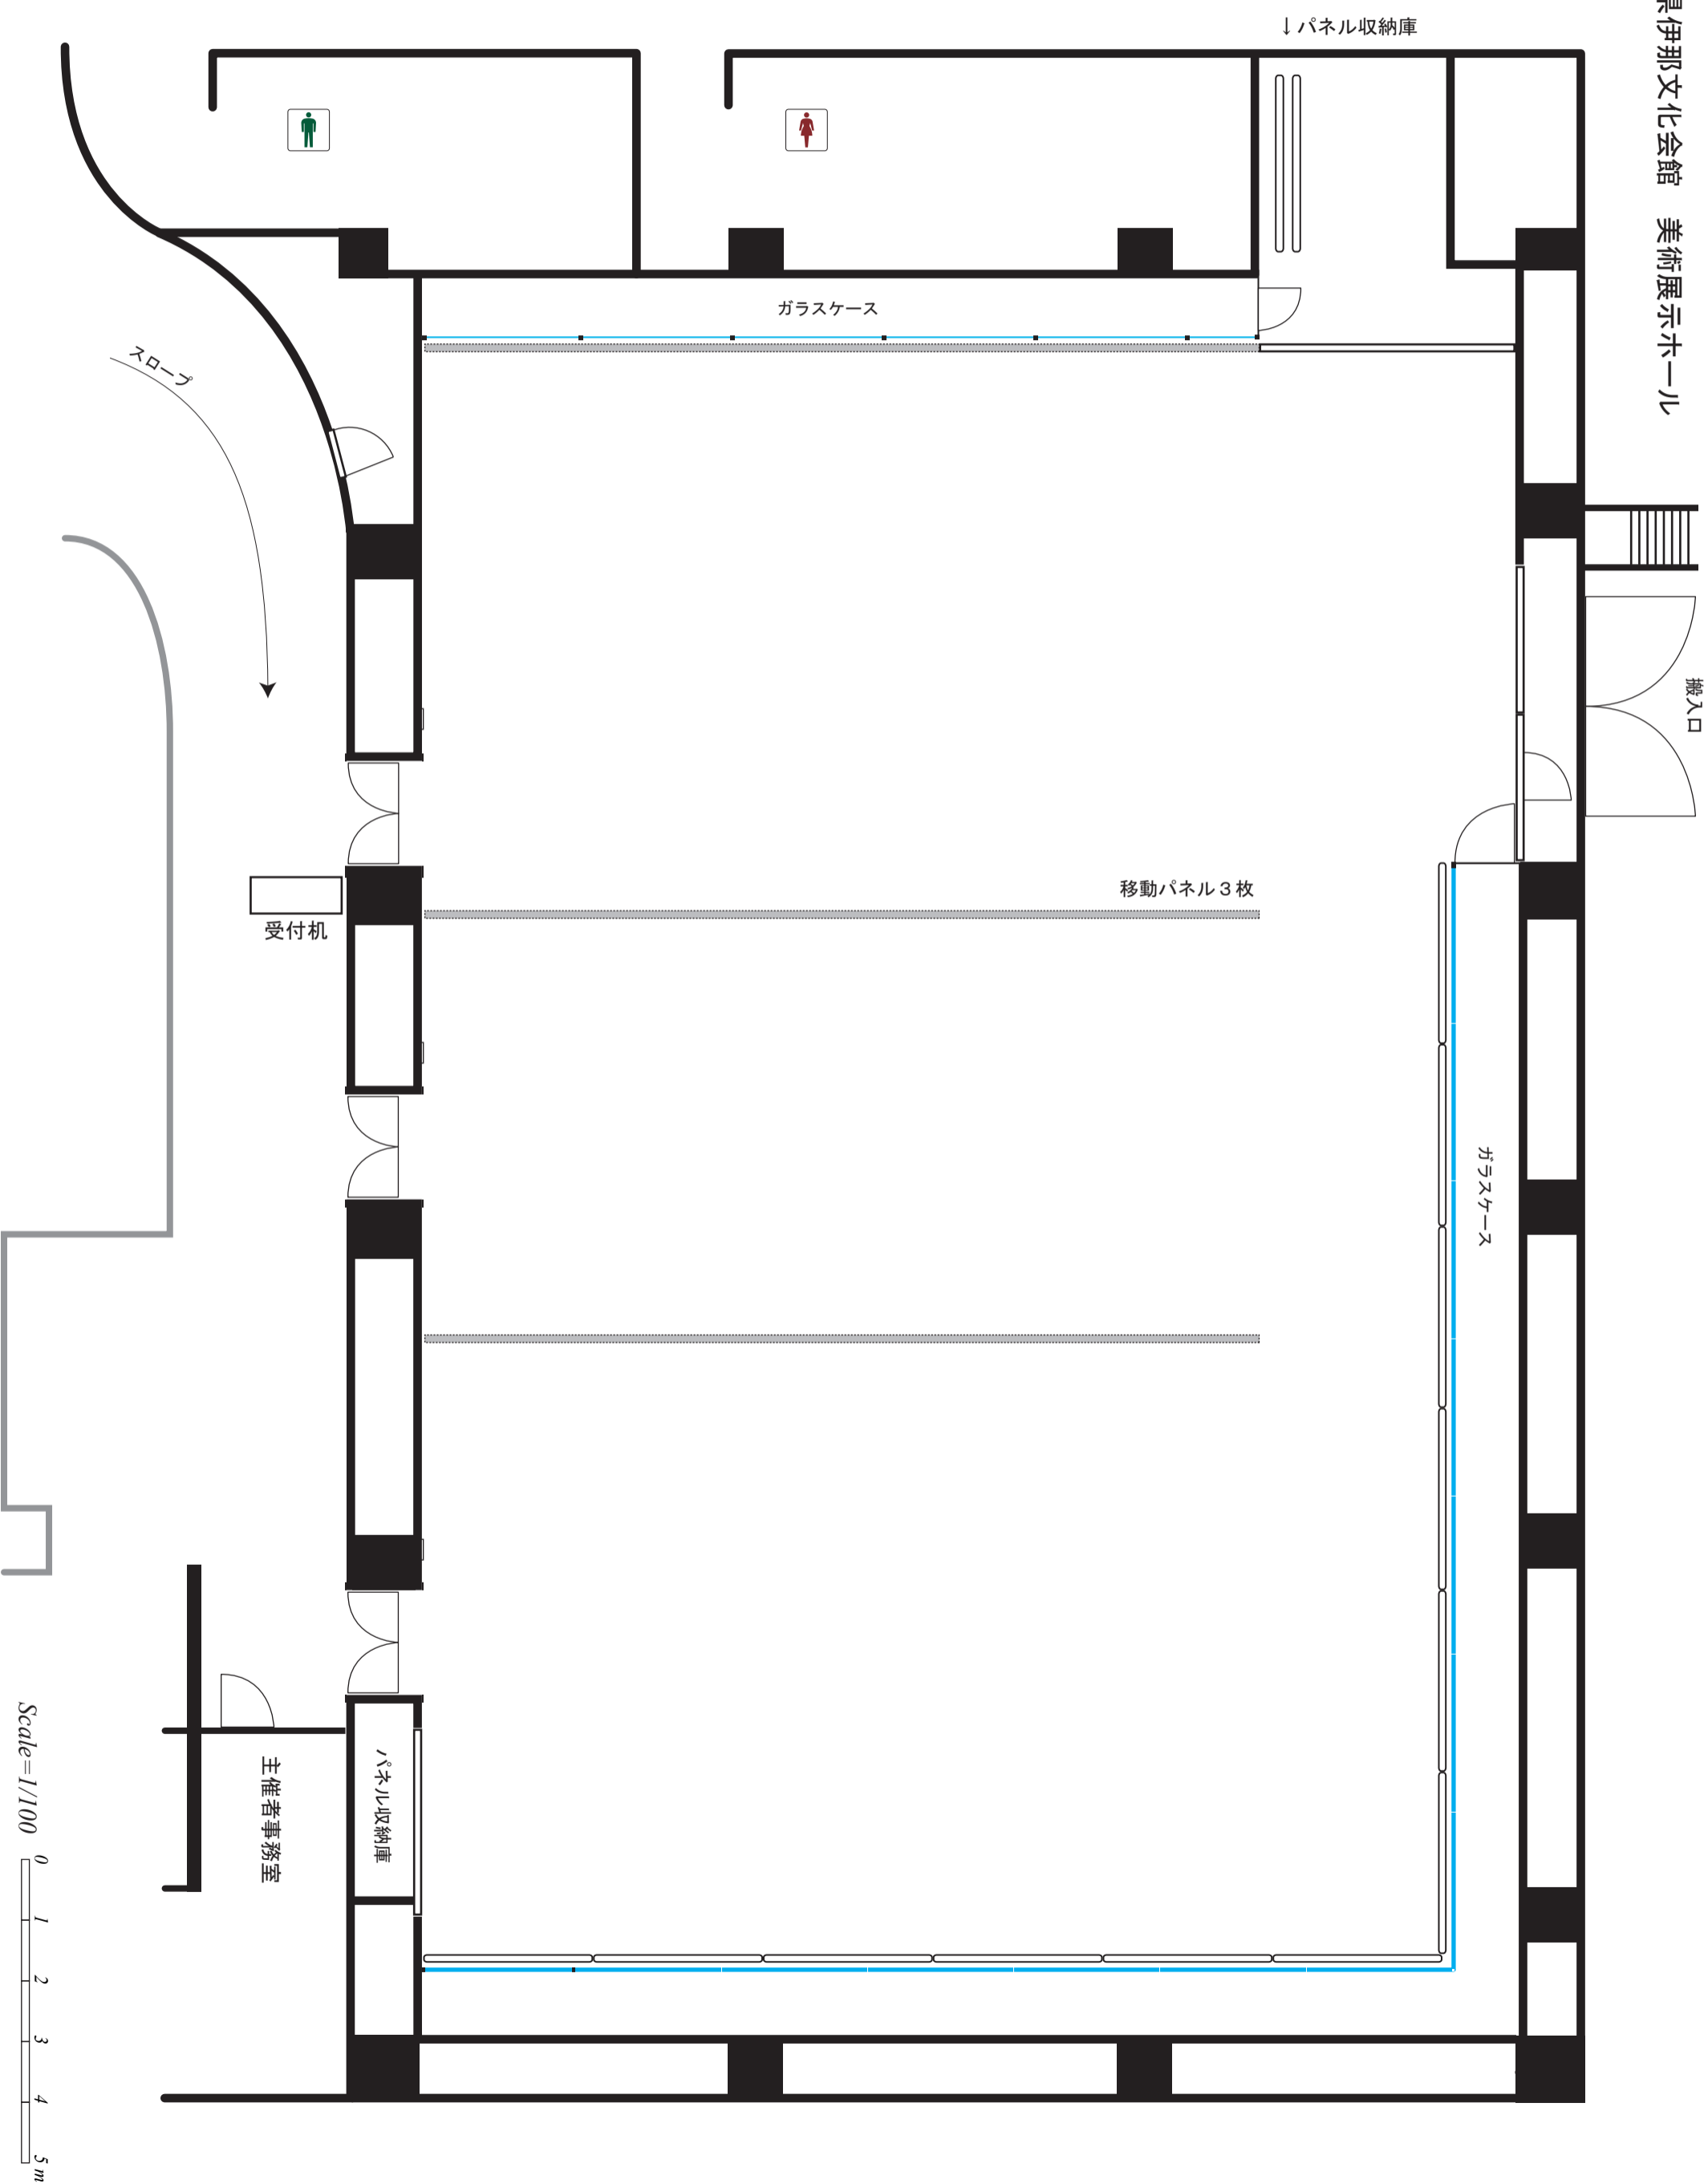 県伊那文化会館　美術展示ホール
↓パネル収納庫
ガラスケース
スロープ
搬入口
移動パネル３枚
受付机
ガラスケース
主催者事務室
パネル収納庫
Scale=1/100
0 1 2 3 4 5 m